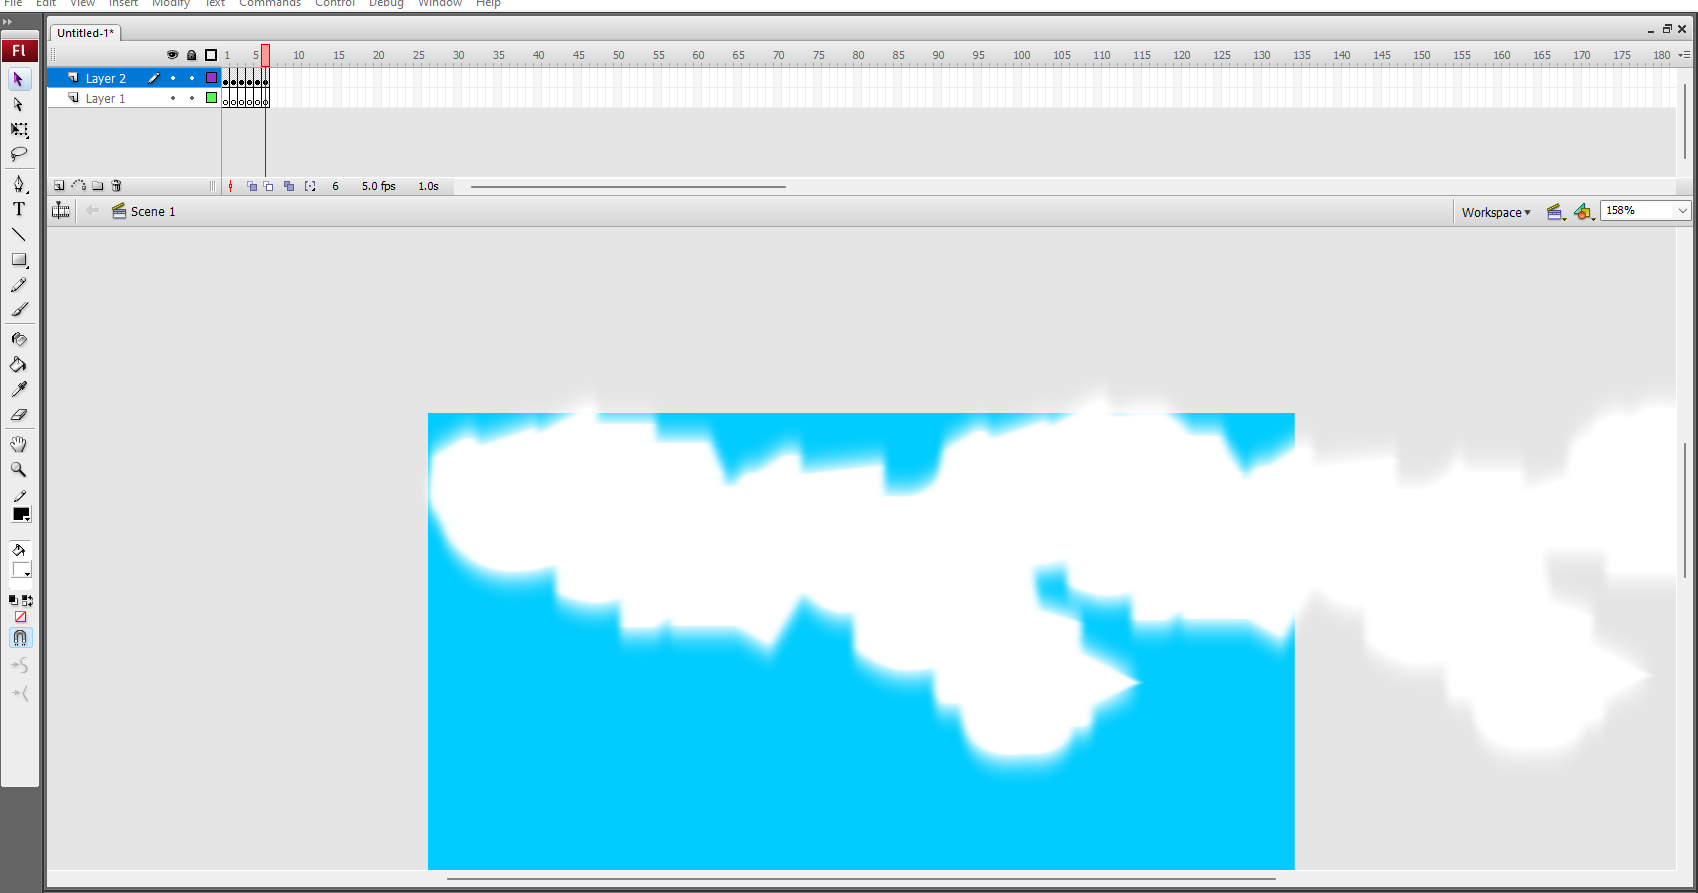 File Edit View Insert Modify Text Commands Control Debug Window Help
Untitled-1*
Fl
1 5 10 15 20 25 30 35 40 45 50 55 60 65 70 75 80 85 90 95 100 105 110 115 120 125 130 135 140 145 150 155 160 165 170 175 180
Layer 2
Layer 1
6 5.0 fps 1.0s
Scene 1
Workspace
158%
T